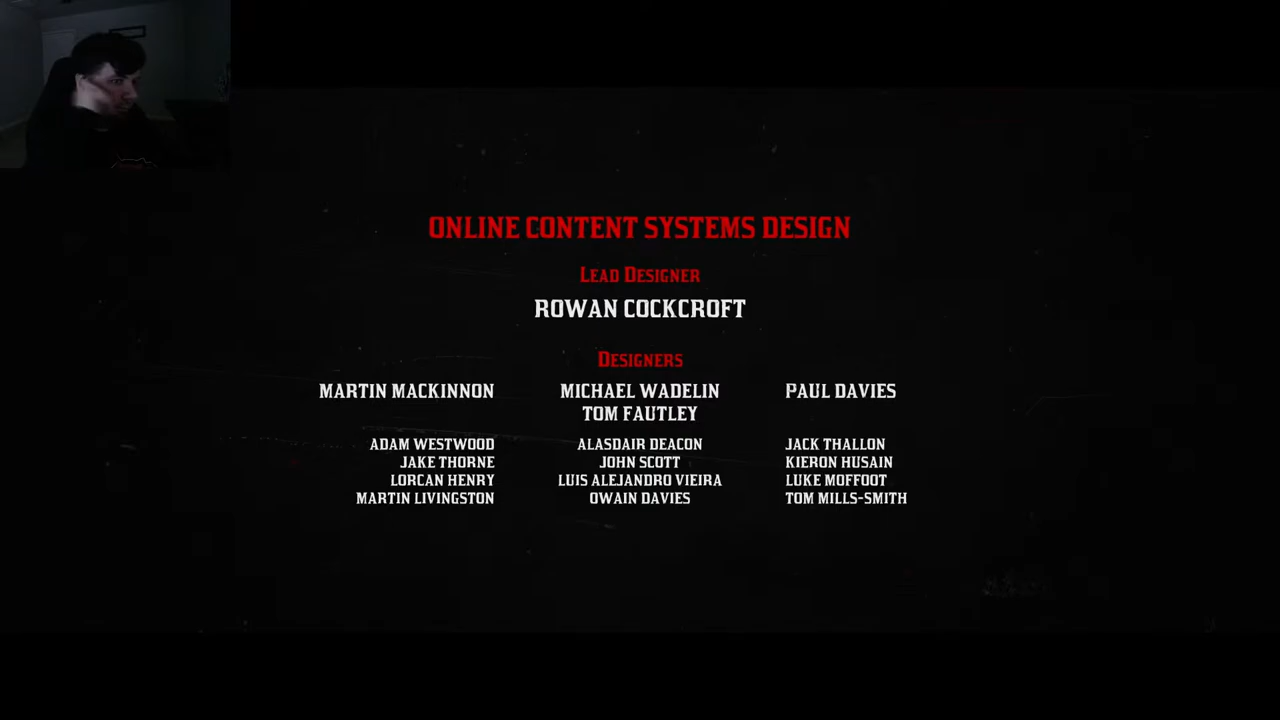 ONLINE CONTENT SYSTEMS DESIGN
LEAD DESIGNER
ROWAN COCKCROFT
DESIGNERS
MARTIN MACKINNON MICHAEL WADELIN PAUL DAVIES
TOM FAUTLEY
ADAM WESTWOOD ALASDAIR DEACON JACK THALLON
JAKE THORNE JOHN SCOTT KIERON HUSAIN
LORCAN HENRY LUIS ALEJANDRO VIEIRA LUKE MOFFOOT
MARTIN LIVINGSTON OWAIN DAVIES TOM MILLS-SMITH